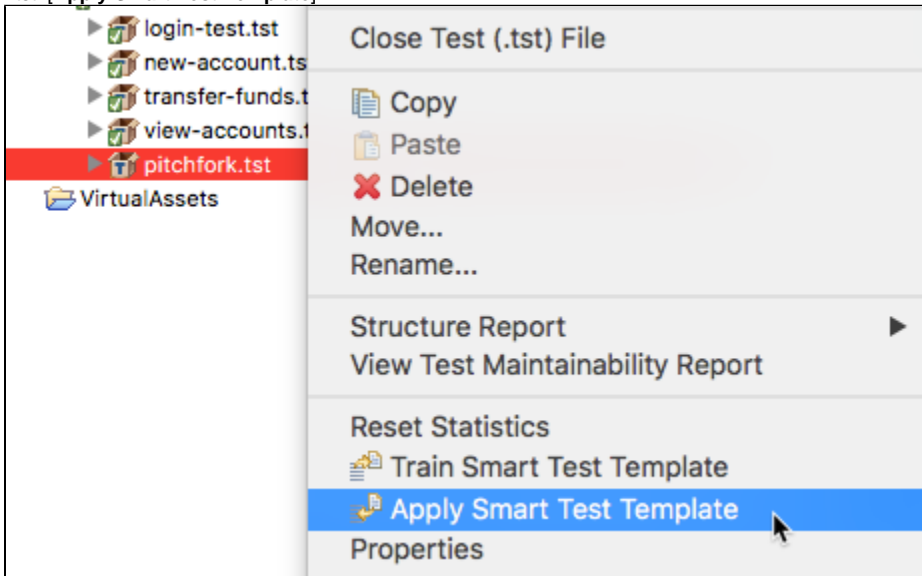 login-test.tst
new-account.ts
transfer-funds.t
view-accounts.t
pitchfork.tst
VirtualAssets
Close Test (.tst) File
Copy
Paste
Delete
Move...
Rename...
Structure Report
View Test Maintainability Report
Reset Statistics
Train Smart Test Template
Apply Smart Test Template
Properties